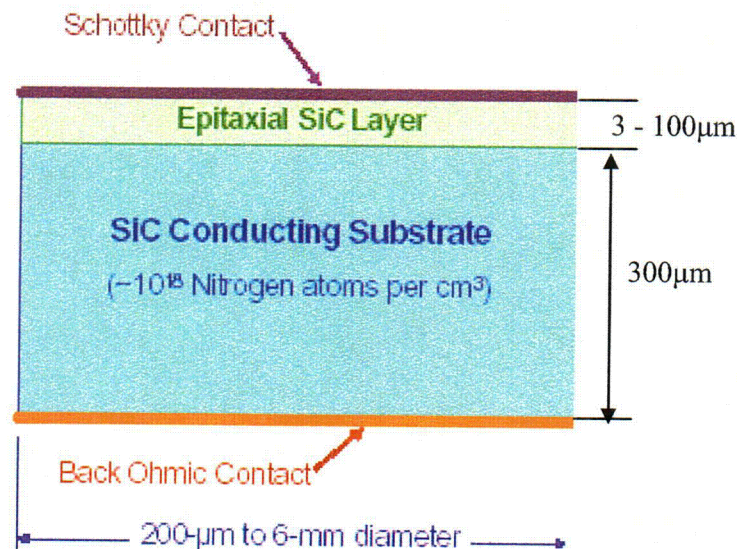 Schottky Contact
Epitaxial SiC Layer
3 - 100μm
SiC Conducting Substrate
(~10¹⁸ Nitrogen atoms per cm³)
300μm
Back Ohmic Contact
200-μm to 6-mm diameter